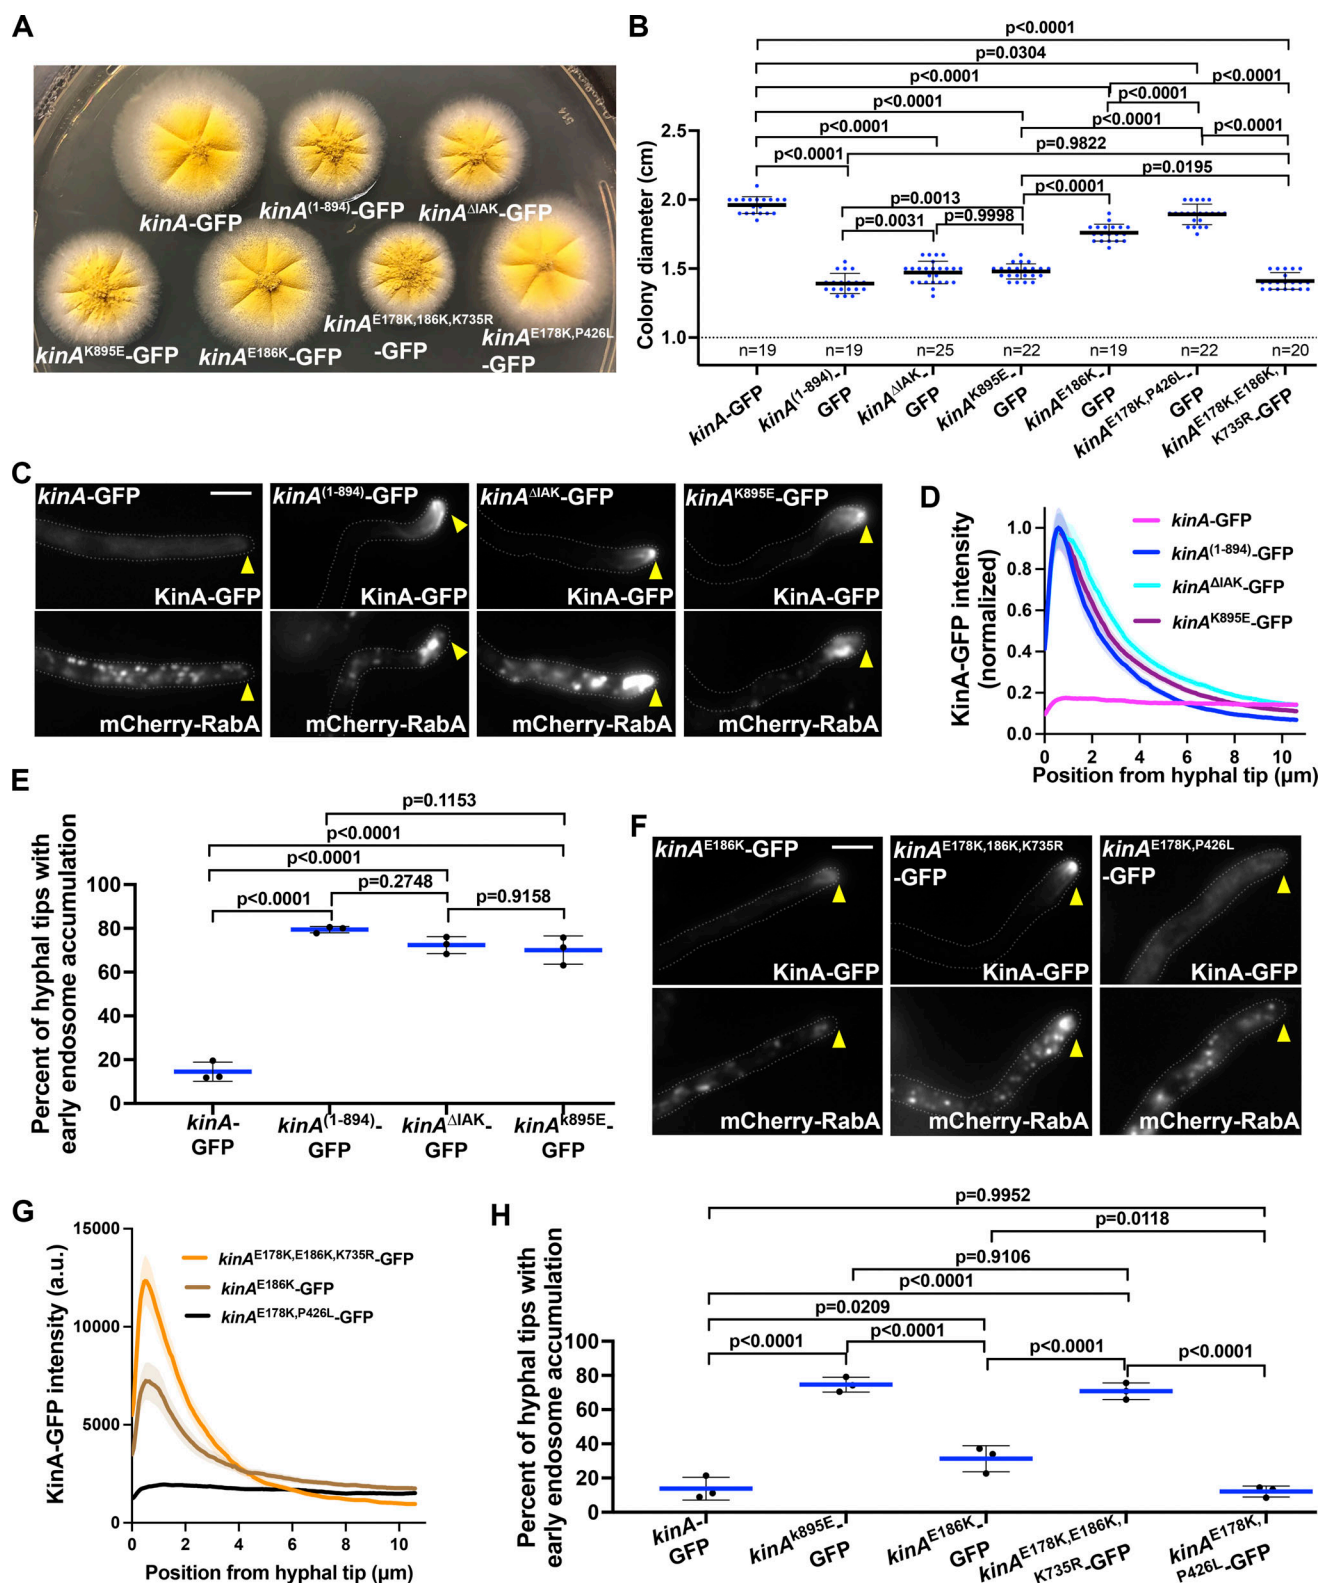 A
kinA-GFP
kinA(1-894)-GFP
kinAΔIAK-GFP
kinAK895E-GFP
kinAE186K-GFP
kinAE178K,186K,K735R
-GFP
kinAE178K,P426L
-GFP
B
p<0.0001
p=0.0304
p<0.0001
p<0.0001
p<0.0001
p<0.0001
p<0.0001
p<0.0001
p<0.0001
p<0.0001
p=0.9822
p=0.0195
p=0.0013
p<0.0001
p=0.0031
p=0.9998
Colony diameter (cm)
2.5
2.0
1.5
1.0
n=19
n=19
n=25
n=22
n=19
n=22
n=20
kinA-GFP
kinA(1-894)-
GFP
kinAΔIAK-
GFP
kinAK895E-
GFP
kinAE186K-
GFP
kinAE178K,P426L-
GFP
kinAE178K,E186K,
K735R-GFP
C
kinA-GFP
KinA-GFP
mCherry-RabA
kinA(1-894)-GFP
KinA-GFP
mCherry-RabA
kinAΔIAK-GFP
KinA-GFP
mCherry-RabA
kinAK895E-GFP
KinA-GFP
mCherry-RabA
D
KinA-GFP intensity
(normalized)
1.0
0.8
0.6
0.4
0.2
0.0
0
2
4
6
8
10
Position from hyphal tip (µm)
kinA-GFP
kinA(1-894)-GFP
kinAΔIAK-GFP
kinAK895E-GFP
E
p=0.1153
p<0.0001
p<0.0001
p<0.0001
p=0.2748
p=0.9158
Percent of hyphal tips with
early endosome accumulation
100
80
60
40
20
0
kinA-
GFP
kinA(1-894)-
GFP
kinAΔIAK-
GFP
kinAk895E-
GFP
F
kinAE186K-GFP
KinA-GFP
mCherry-RabA
kinAE178K,186K,K735R
-GFP
KinA-GFP
mCherry-RabA
kinAE178K,P426L
-GFP
KinA-GFP
mCherry-RabA
G
KinA-GFP intensity (a.u.)
15000
10000
5000
0
0
2
4
6
8
10
Position from hyphal tip (µm)
kinAE178K,E186K,K735R-GFP
kinAE186K-GFP
kinAE178K,P426L-GFP
H
p=0.9952
p=0.0118
p=0.9106
p<0.0001
p=0.0209
p<0.0001
p<0.0001
p<0.0001
p<0.0001
Percent of hyphal tips with
early endosome accumulation
100
80
60
40
20
0
kinA-
GFP
kinAk895E-
GFP
kinAE186K-
GFP
kinAE178K,E186K,
K735R-GFP
kinAE178K,
P426L-GFP